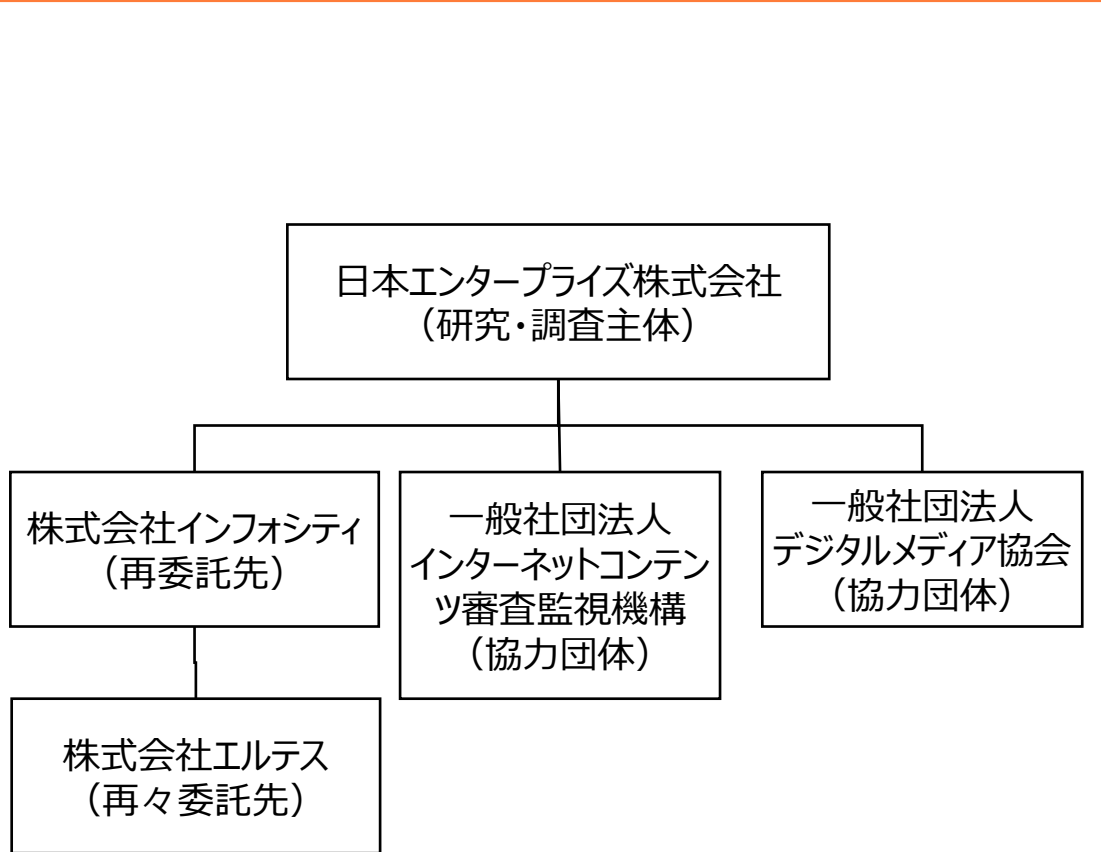 日本エンタープライズ株式会社
（研究・調査主体）
株式会社インフォシティ
（再委託先）
一般社団法人
インターネットコンテン
ツ審査監視機構
（協力団体）
一般社団法人
デジタルメディア協会
（協力団体）
株式会社エルテス
（再々委託先）